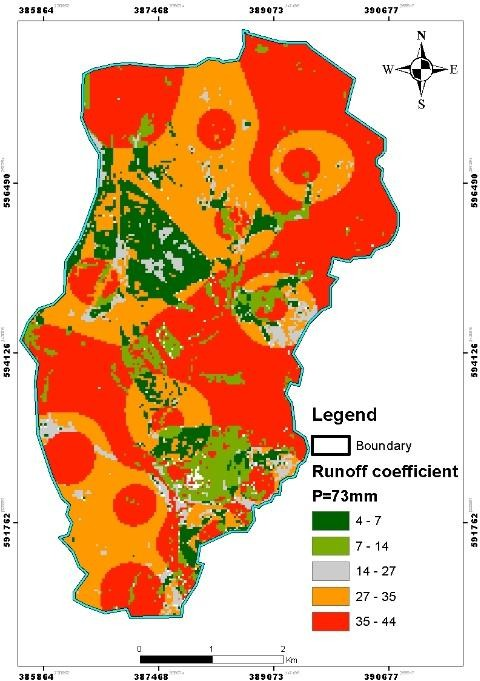 385864 387468 389073 390677
N
W E
S
596490 596490
594126 594126
591762 591762
Legend
Boundary
Runoff coefficient
P=73mm
4 - 7
7 - 14
14 - 27
27 - 35
35 - 44
0 1 2
Km
385864 387468 389073 390677